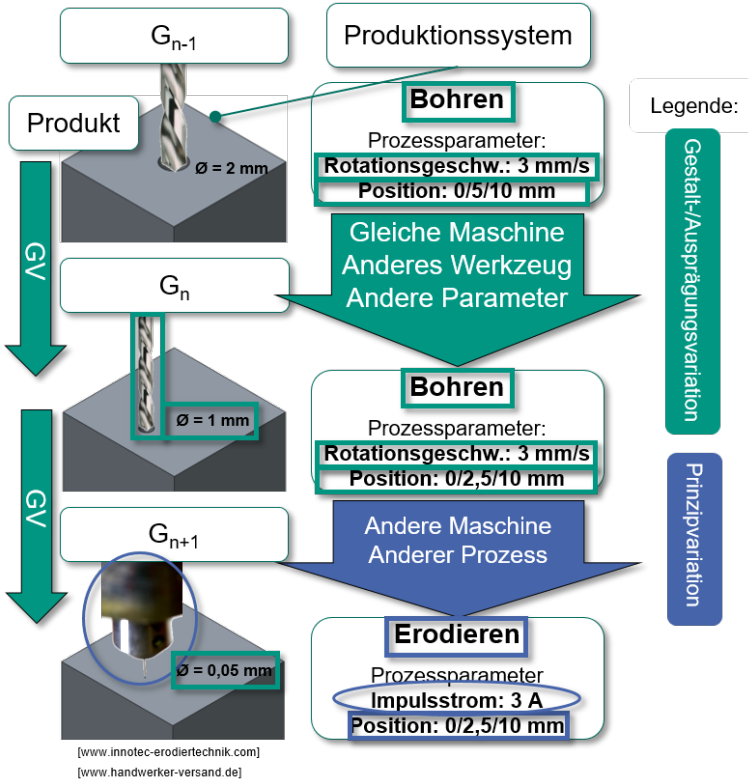 G_{n-1}
Produktionssystem
Produkt
Ø = 2 mm
Bohren
Prozessparameter:
Rotationsgeschw.: 3 mm/s
Position: 0/5/10 mm
Legende:
Gestalt-/Ausprägungsvariation
Prinzipvariation
GV
Gleiche Maschine
Anderes Werkzeug
Andere Parameter
G_n
Ø = 1 mm
Bohren
Prozessparameter:
Rotationsgeschw.: 3 mm/s
Position: 0/2,5/10 mm
GV
Andere Maschine
Anderer Prozess
G_{n+1}
Ø = 0,05 mm
Erodieren
Prozessparameter
Impulsstrom: 3 A
Position: 0/2,5/10 mm
[www.innotec-erodiertechnik.com]
[www.handwerker-versand.de]